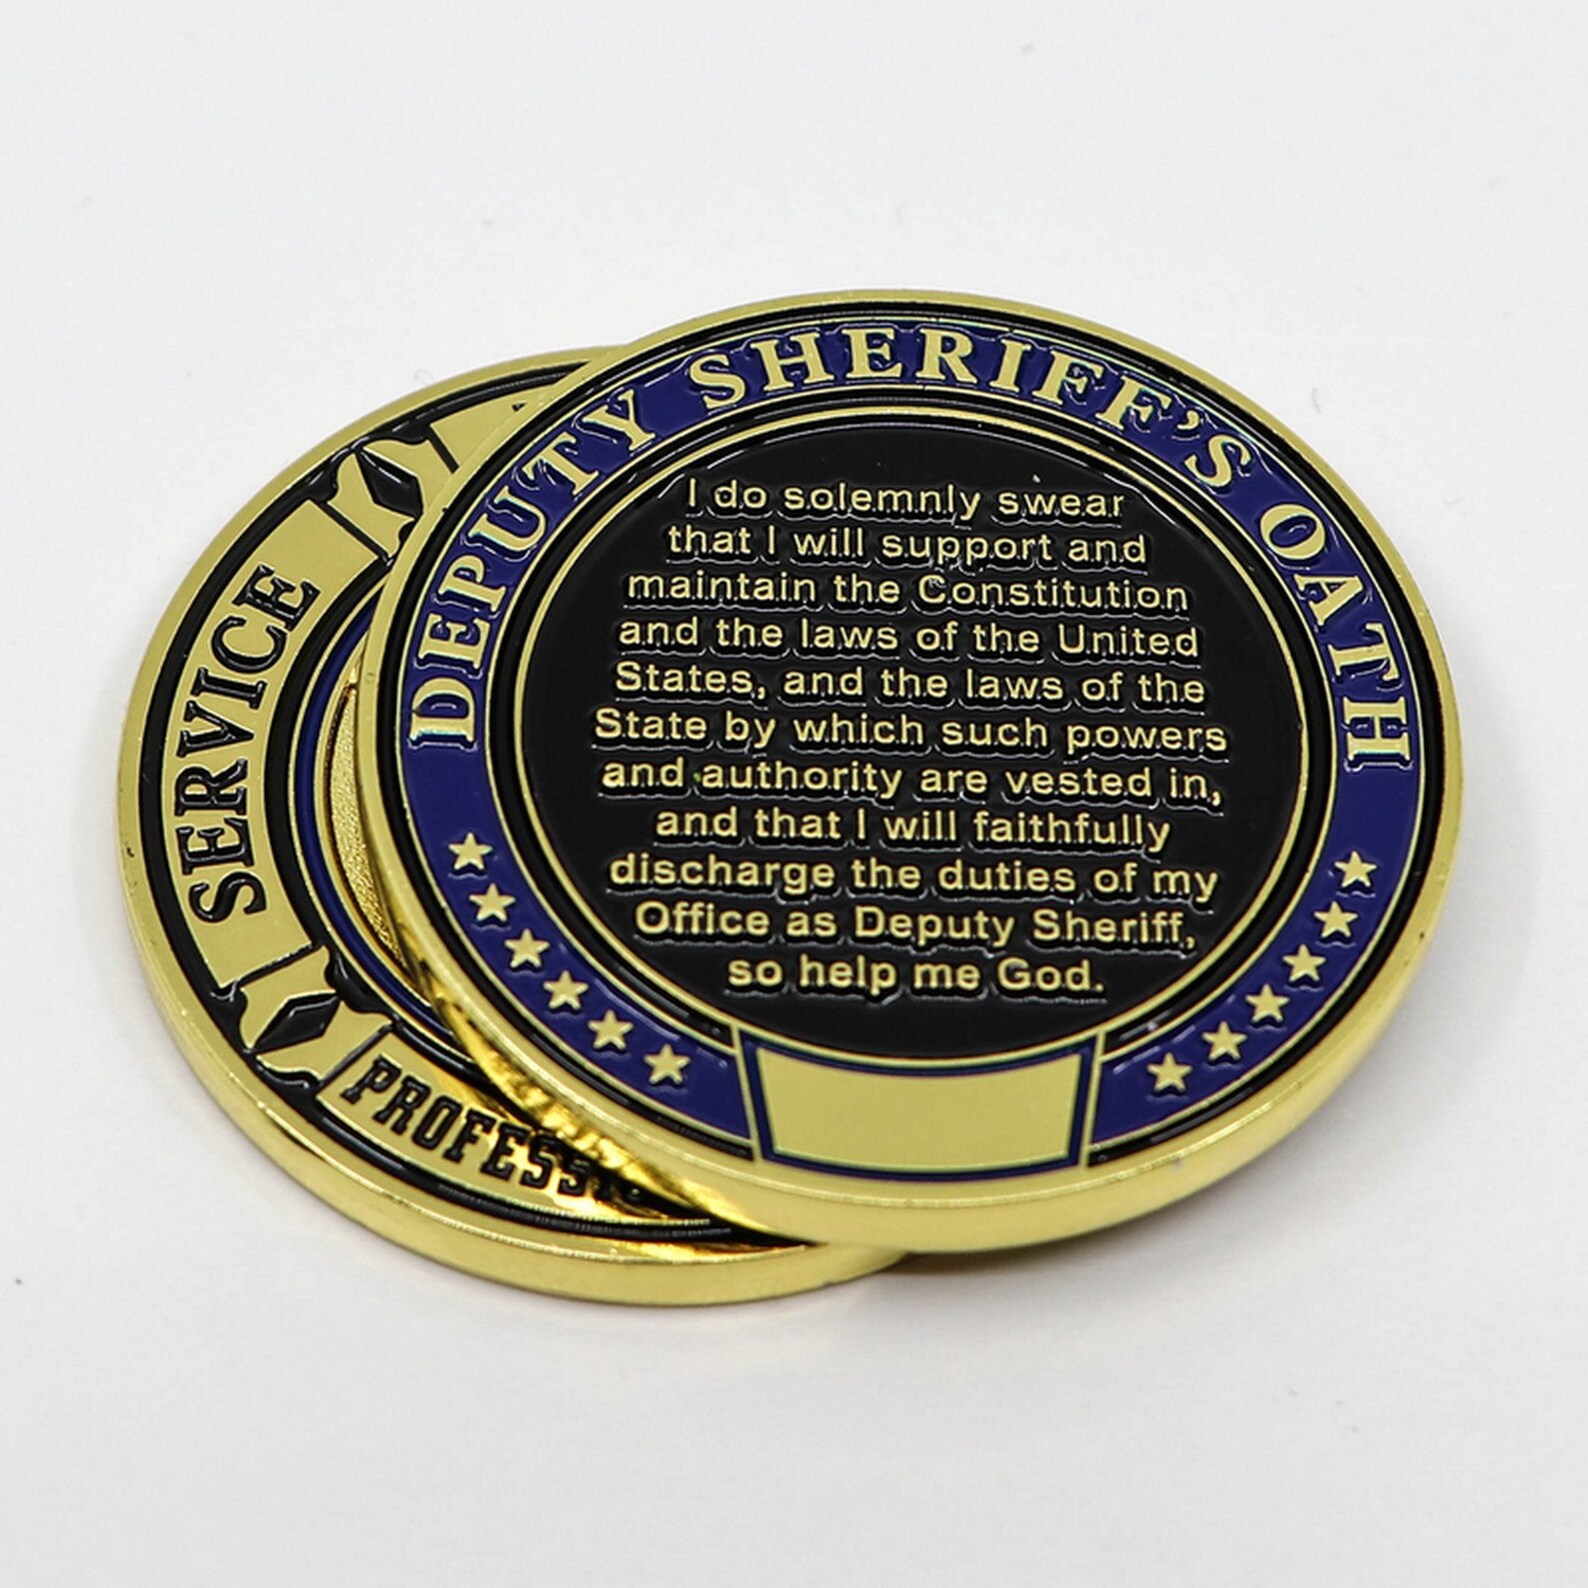 DEPUTY SHERIFF'S OATH
I do solemnly swear
that I will support and
maintain the Constitution
and the laws of the United
States, and the laws of the
State by which such powers
and authority are vested in,
and that I will faithfully
discharge the duties of my
Office as Deputy Sheriff,
so help me God.
SERVICE